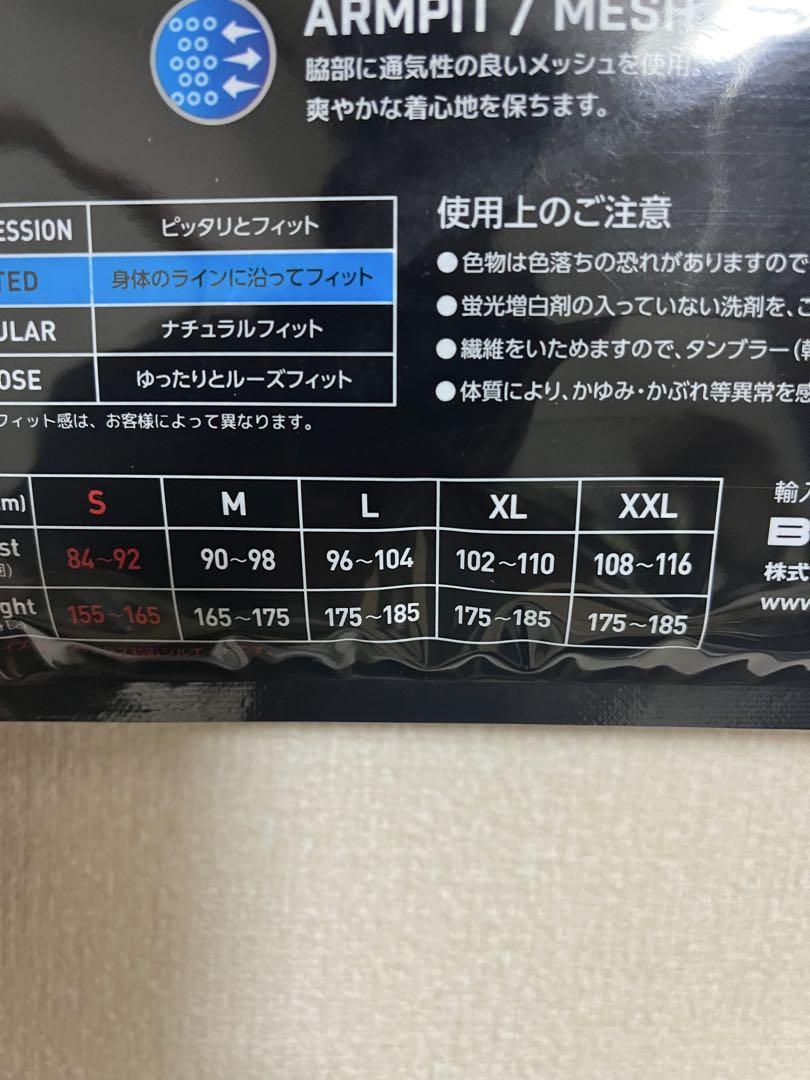 ARMPIT / MESH
脇部に通気性の良いメッシュを使用。
爽やかな着心地を保ちます。
ESSION ピッタリとフィット
TED 身体のラインに沿ってフィット
ULAR ナチュラルフィット
OSE ゆったりとルーズフィット
フィット感は、お客様によって異なります。
使用上のご注意
●色物は色落ちの恐れがありますので
●蛍光増白剤の入っていない洗剤を、こ
●繊維をいためますので、タンブラー(乾
●体質により、かゆみ・かぶれ等異常を感
cm) S M L XL XXL
st 84〜92 90〜98 96〜104 102〜110 108〜116
囲)
ght 155〜165 165〜175 175〜185 175〜185 175〜185
輸入
株式
www.